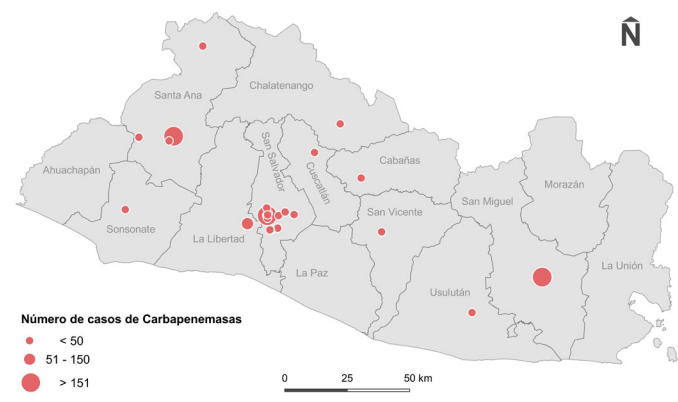 N
Santa Ana
Chalatenango
Ahuachapán
San Salvador
Cuscatlán
Cabañas
Morazán
San Miguel
San Vicente
Sonsonate
La Libertad
La Paz
La Unión
Usulután
Número de casos de Carbapenemasas
< 50
51 - 150
> 151
0 25 50 km